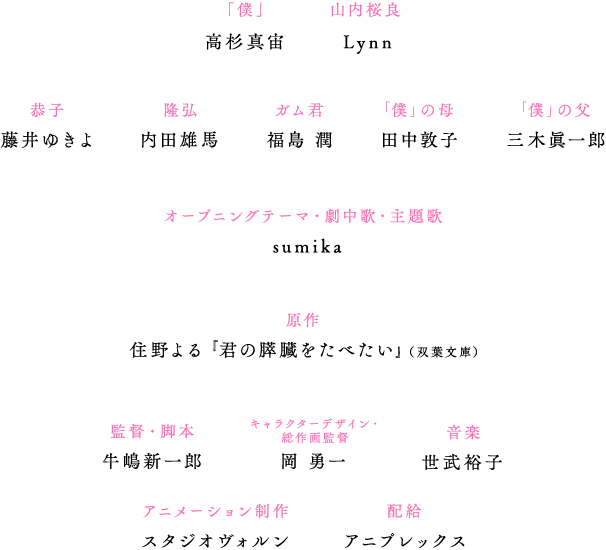 「僕」 山内桜良
高杉真宙 Lynn
恭子 隆弘 ガム君 「僕」の母 「僕」の父
藤井ゆきよ 内田雄馬 福島 潤 田中敦子 三木眞一郎
オープニングテーマ・劇中歌・主題歌
sumika
原作
住野よる『君の膵臓をたべたい』（双葉文庫）
監督・脚本 キャラクターデザイン・ 音楽
総作画監督
牛嶋新一郎 岡 勇一 世武裕子
アニメーション制作 配給
スタジオヴォルン アニプレックス